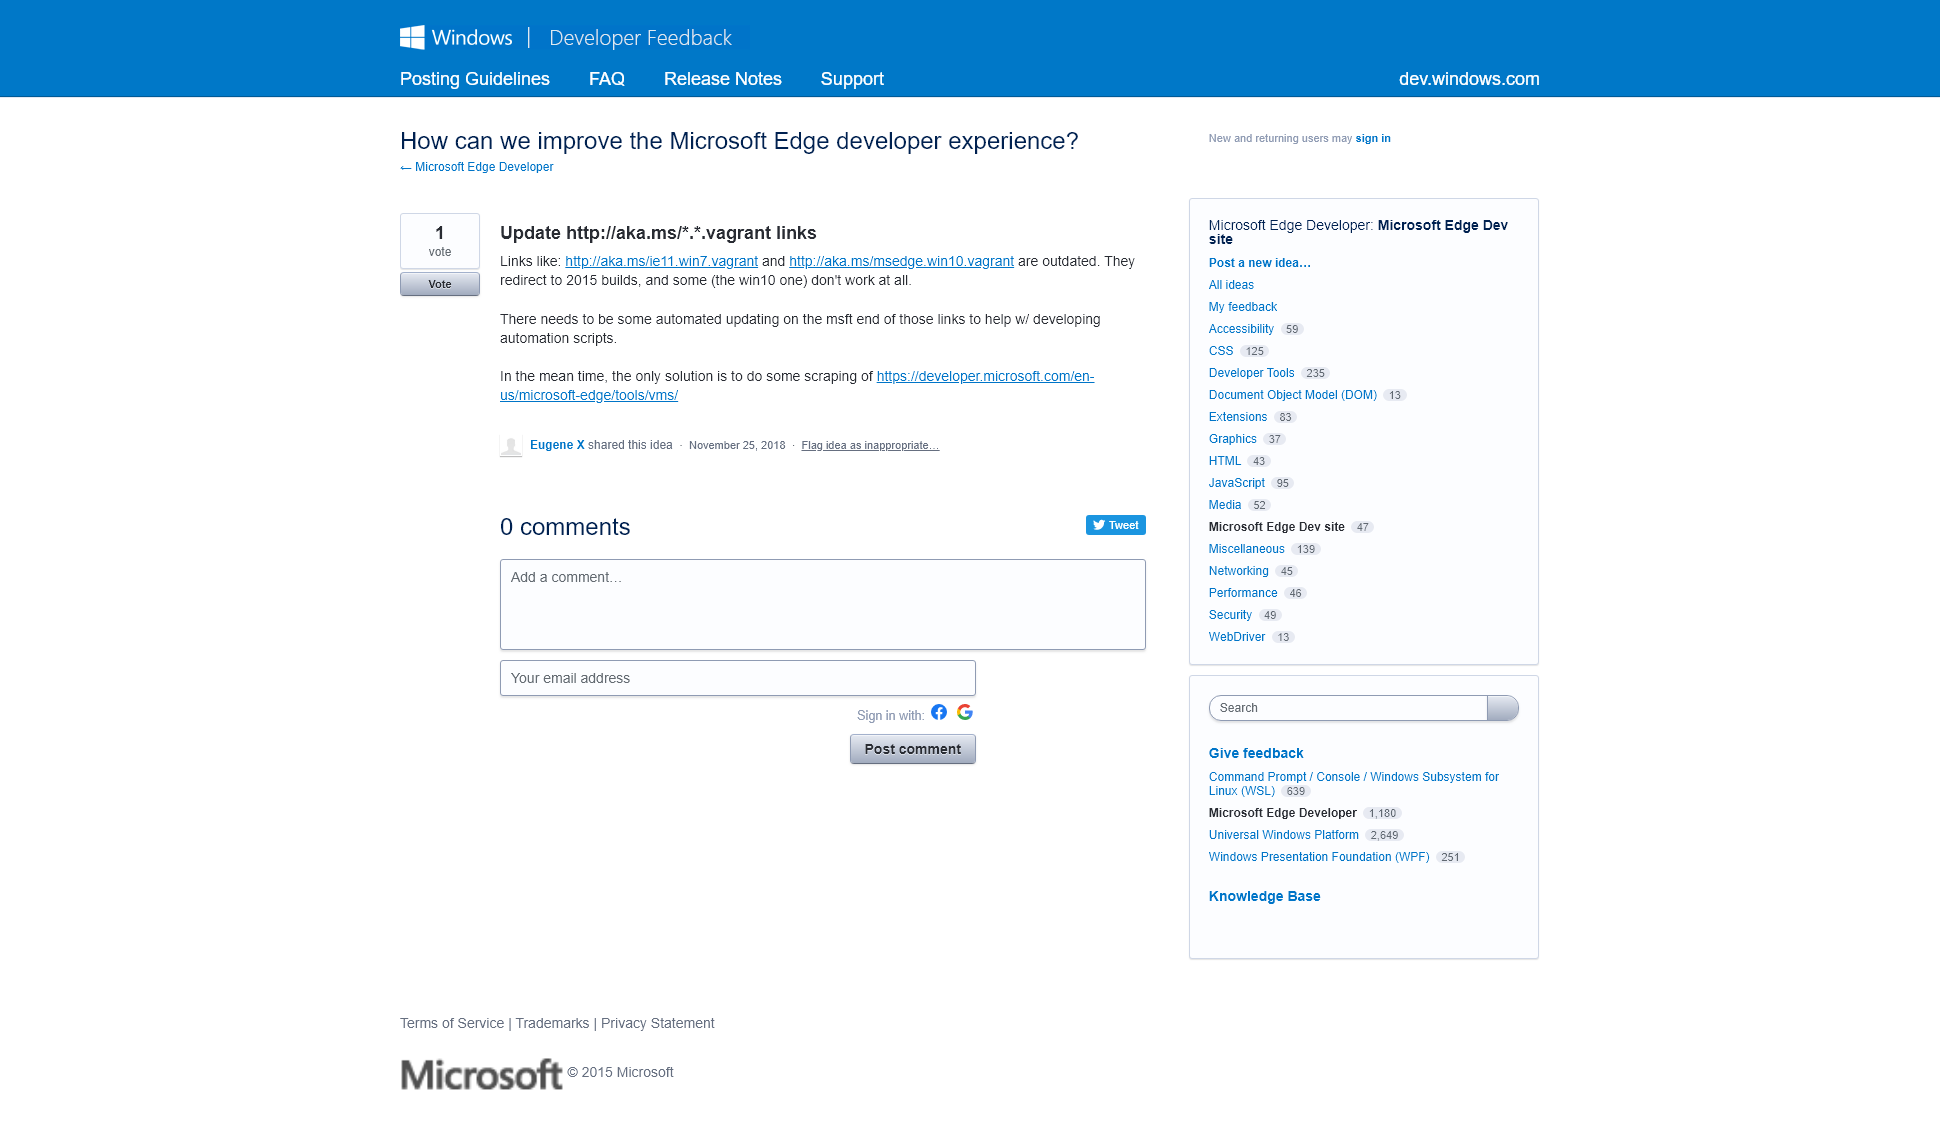 Windows | Developer Feedback
Posting Guidelines FAQ Release Notes Support dev.windows.com
How can we improve the Microsoft Edge developer experience?
← Microsoft Edge Developer
New and returning users may sign in
1
vote
Vote
Update http://aka.ms/*.*.vagrant links
Links like: http://aka.ms/ie11.win7.vagrant and http://aka.ms/msedge.win10.vagrant are outdated. They
redirect to 2015 builds, and some (the win10 one) don't work at all.
There needs to be some automated updating on the msft end of those links to help w/ developing
automation scripts.
In the mean time, the only solution is to do some scraping of https://developer.microsoft.com/en-
us/microsoft-edge/tools/vms/
Eugene X shared this idea · November 25, 2018 · Flag idea as inappropriate…
0 comments
Tweet
Add a comment…
Your email address
Sign in with:
Post comment
Microsoft Edge Developer: Microsoft Edge Dev
site
Post a new idea…
All ideas
My feedback
Accessibility 59
CSS 125
Developer Tools 235
Document Object Model (DOM) 13
Extensions 83
Graphics 37
HTML 43
JavaScript 95
Media 52
Microsoft Edge Dev site 47
Miscellaneous 139
Networking 45
Performance 46
Security 49
WebDriver 13
Search
Give feedback
Command Prompt / Console / Windows Subsystem for
Linux (WSL) 639
Microsoft Edge Developer 1,180
Universal Windows Platform 2,649
Windows Presentation Foundation (WPF) 251
Knowledge Base
Terms of Service | Trademarks | Privacy Statement
Microsoft © 2015 Microsoft